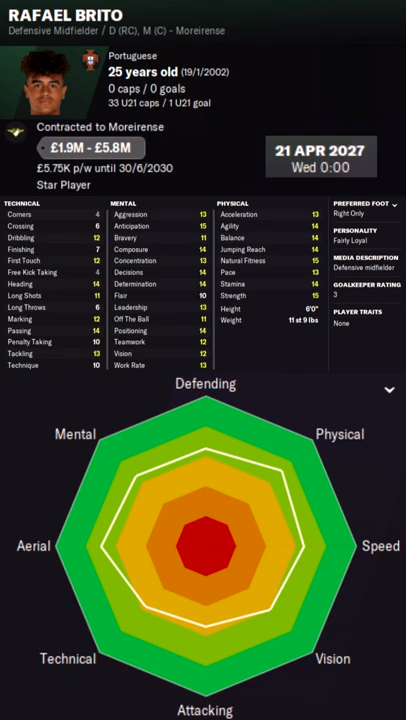 RAFAEL BRITO
Defensive Midfielder / D (RC), M (C) - Moreirense
Portuguese
25 years old (19/1/2002)
0 caps / 0 goals
33 U21 caps / 1 U21 goal
Contracted to Moreirense
£1.9M - £5.8M
£5.75K p/w until 30/6/2030
Star Player
21 APR 2027
Wed 0:00
TECHNICAL
Corners 4
Crossing 6
Dribbling 12
Finishing 7
First Touch 12
Free Kick Taking 4
Heading 14
Long Shots 11
Long Throws 6
Marking 12
Passing 14
Penalty Taking 10
Tackling 13
Technique 10
MENTAL
Aggression 13
Anticipation 15
Bravery 11
Composure 14
Concentration 13
Decisions 14
Determination 14
Flair 10
Leadership 13
Off The Ball 11
Positioning 14
Teamwork 12
Vision 12
Work Rate 13
PHYSICAL
Acceleration 13
Agility 14
Balance 14
Jumping Reach 14
Natural Fitness 15
Pace 13
Stamina 14
Strength 15
Height 6'0"
Weight 11 st 9 lbs
PREFERRED FOOT
Right Only
PERSONALITY
Fairly Loyal
MEDIA DESCRIPTION
Defensive midfielder
GOALKEEPER RATING
3
PLAYER TRAITS
None
Defending
Mental
Physical
Aerial
Speed
Technical
Vision
Attacking